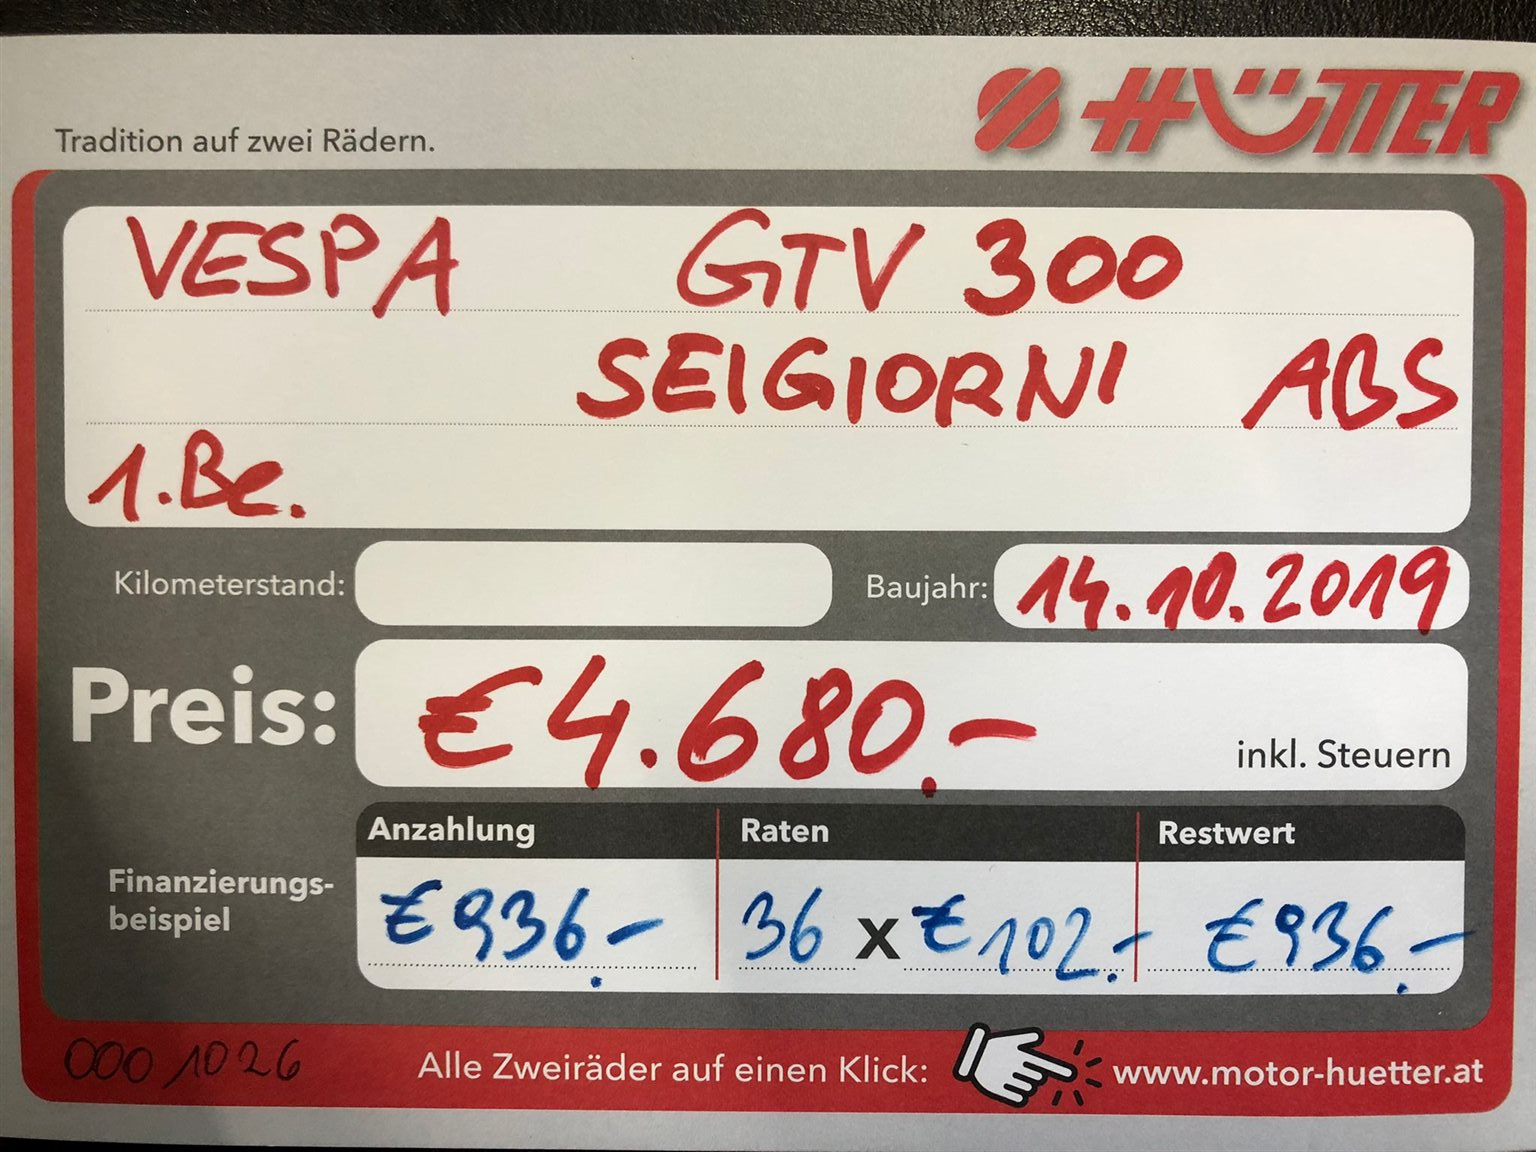 Tradition auf zwei Rädern.
HÜTTER
VESPA GTV 300
SEIGIORNI ABS
1.Be.
Kilometerstand:
Baujahr: 14.10.2019
Preis: € 4.680.- inkl. Steuern
Anzahlung Raten Restwert
Finanzierungs-
beispiel
€ 936.- 36 x € 102.- € 936.-
0001026 Alle Zweiräder auf einen Klick: www.motor-huetter.at